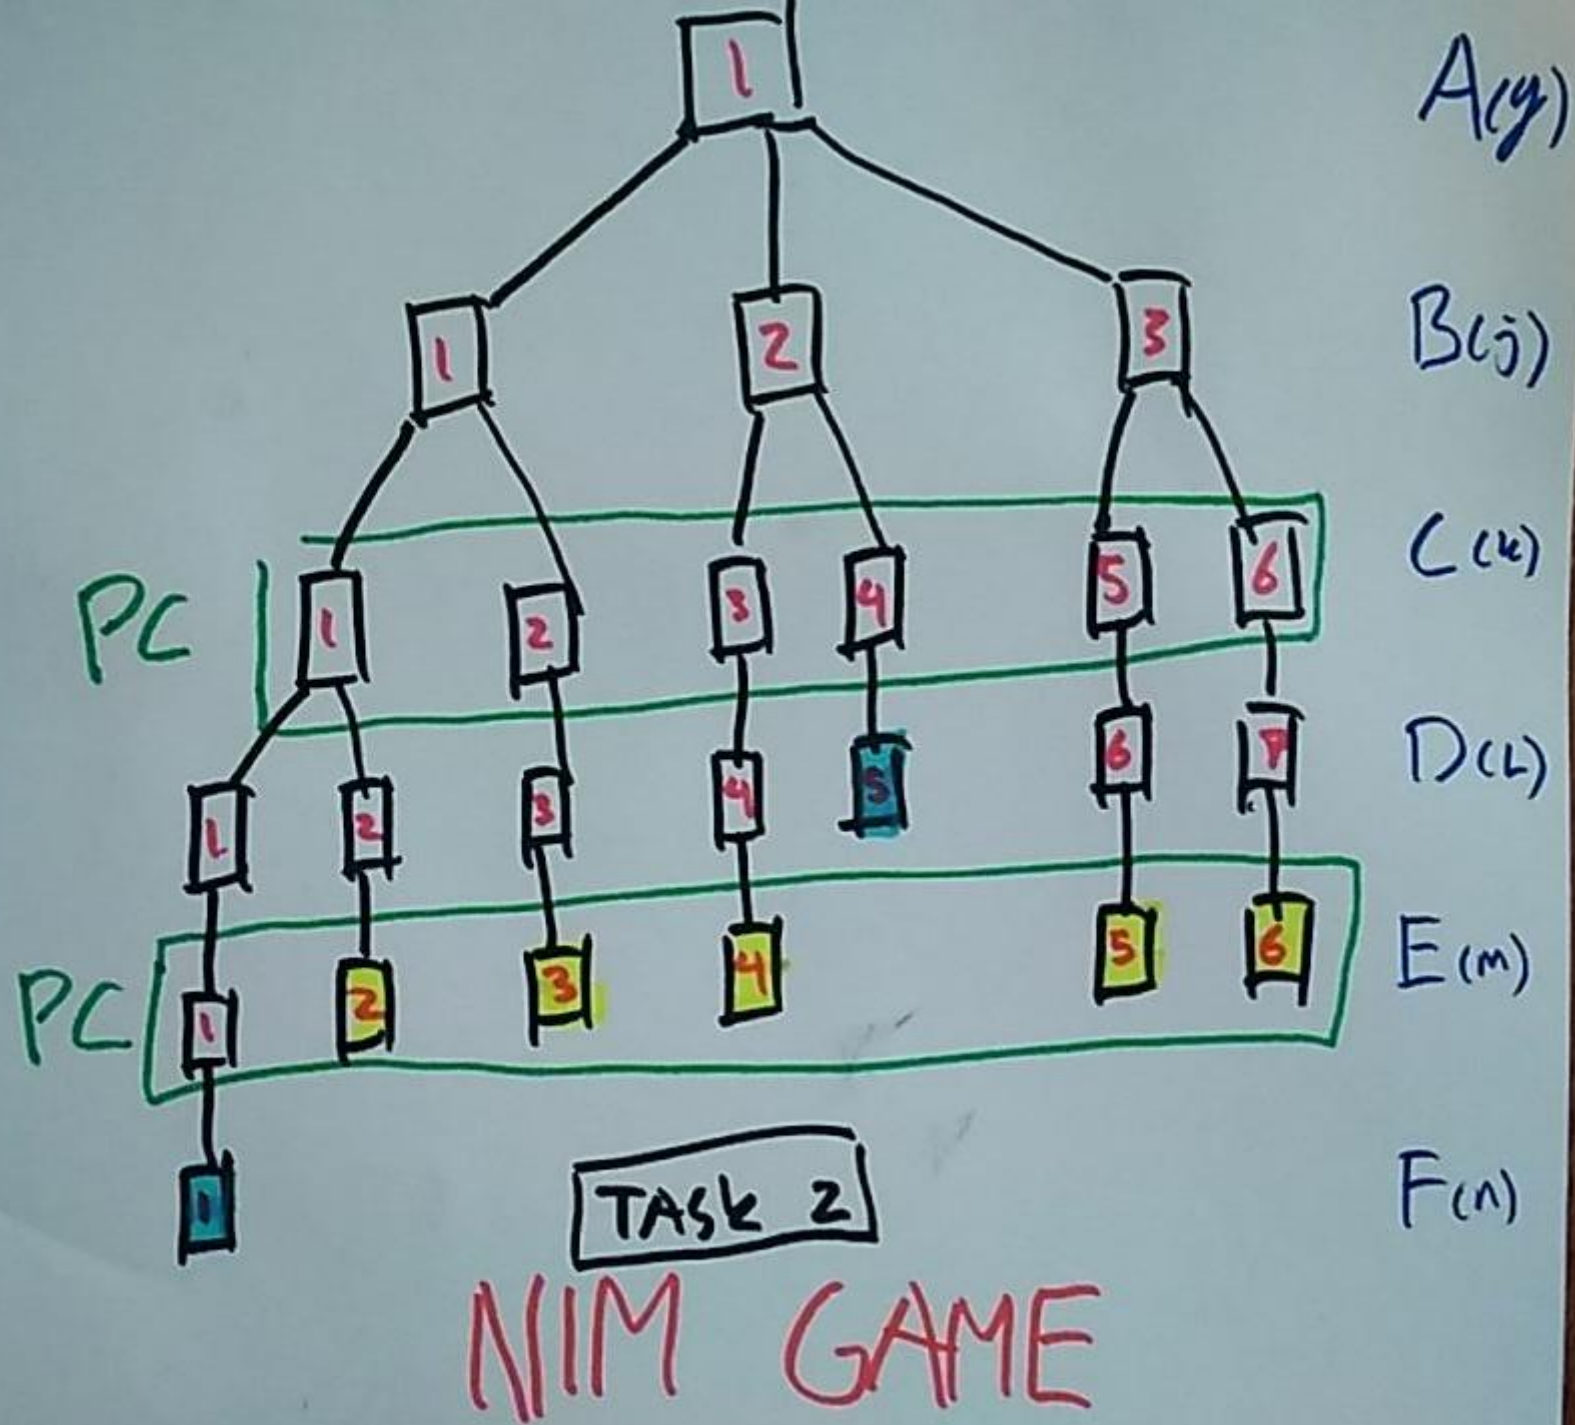 1 A(y)
1 2 3 B(j)
PC 1 2 3 4 5 6 C(k)
1 2 3 4 5 6 7 D(L)
PC 1 2 3 4 5 6 E(m)
1 F(n)
TASK 2
NIM GAME